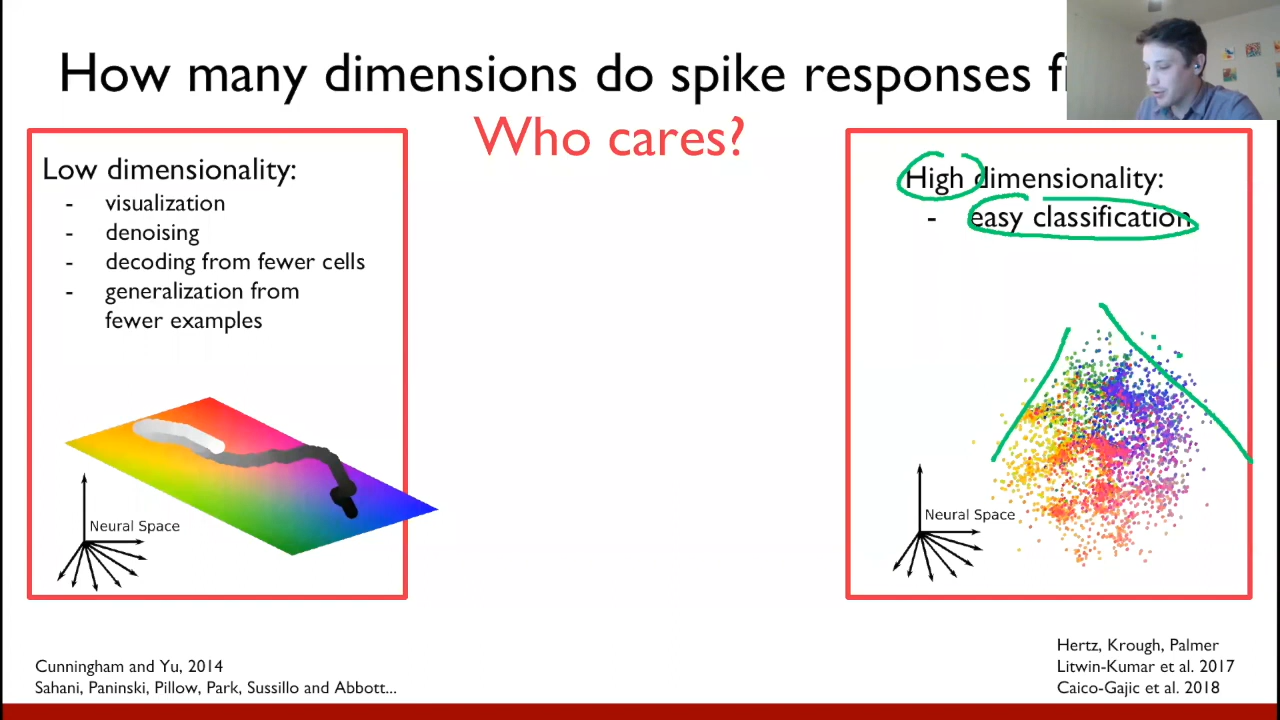 How many dimensions do spike responses
Who cares?
Low dimensionality:
- visualization
- denoising
- decoding from fewer cells
- generalization from
fewer examples
Neural Space
Cunningham and Yu, 2014
Sahani, Paninski, Pillow, Park, Sussillo and Abbott...
High dimensionality:
- easy classification
Neural Space
Hertz, Krough, Palmer
Litwin-Kumar et al. 2017
Caico-Gajic et al. 2018